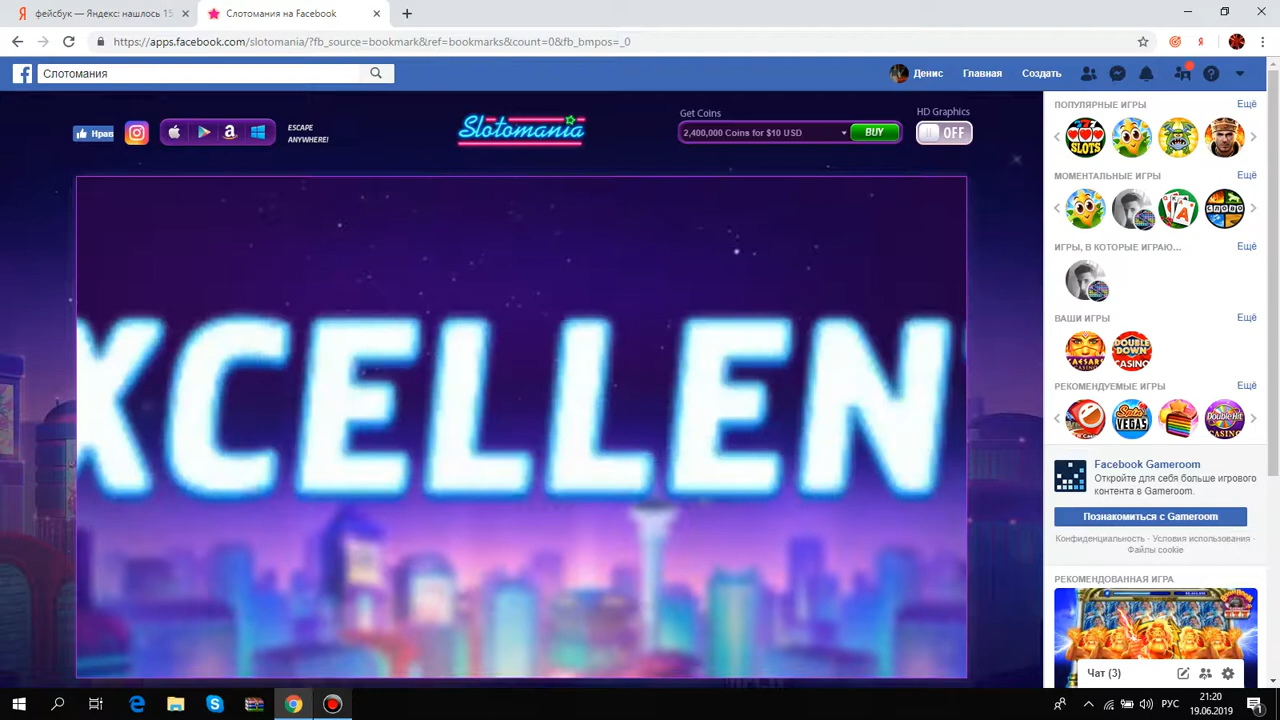 фейсбук — Яндекс: нашлось 15
Слотомания на Facebook
https://apps.facebook.com/slotomania/?fb_source=bookmark&ref=bookmarks&count=0&fb_bmpos=_0
Слотомания
Денис
Главная
Создать
Нрав
ESCAPE
ANYWHERE!
Slotomania
Get Coins
2,400,000 Coins for $10 USD
BUY
HD Graphics
OFF
XCELLEN
ПОПУЛЯРНЫЕ ИГРЫ
Ещё
777
SLOTS
МОМЕНТАЛЬНЫЕ ИГРЫ
Ещё
A
СЛОВО
ИГРЫ, В КОТОРЫЕ ИГРАЮ...
Ещё
ВАШИ ИГРЫ
Ещё
CAESARS
CASINO
DOUBLE
DOWN
CASINO
РЕКОМЕНДУЕМЫЕ ИГРЫ
Ещё
Slots
VEGAS
DoubleHit
CASINO
Facebook Gameroom
Откройте для себя больше игрового
контента в Gameroom.
Познакомиться с Gameroom
Конфиденциальность · Условия использования ·
Файлы cookie
РЕКОМЕНДОВАННАЯ ИГРА
Чат (3)
РУС
21:20
19.06.2019